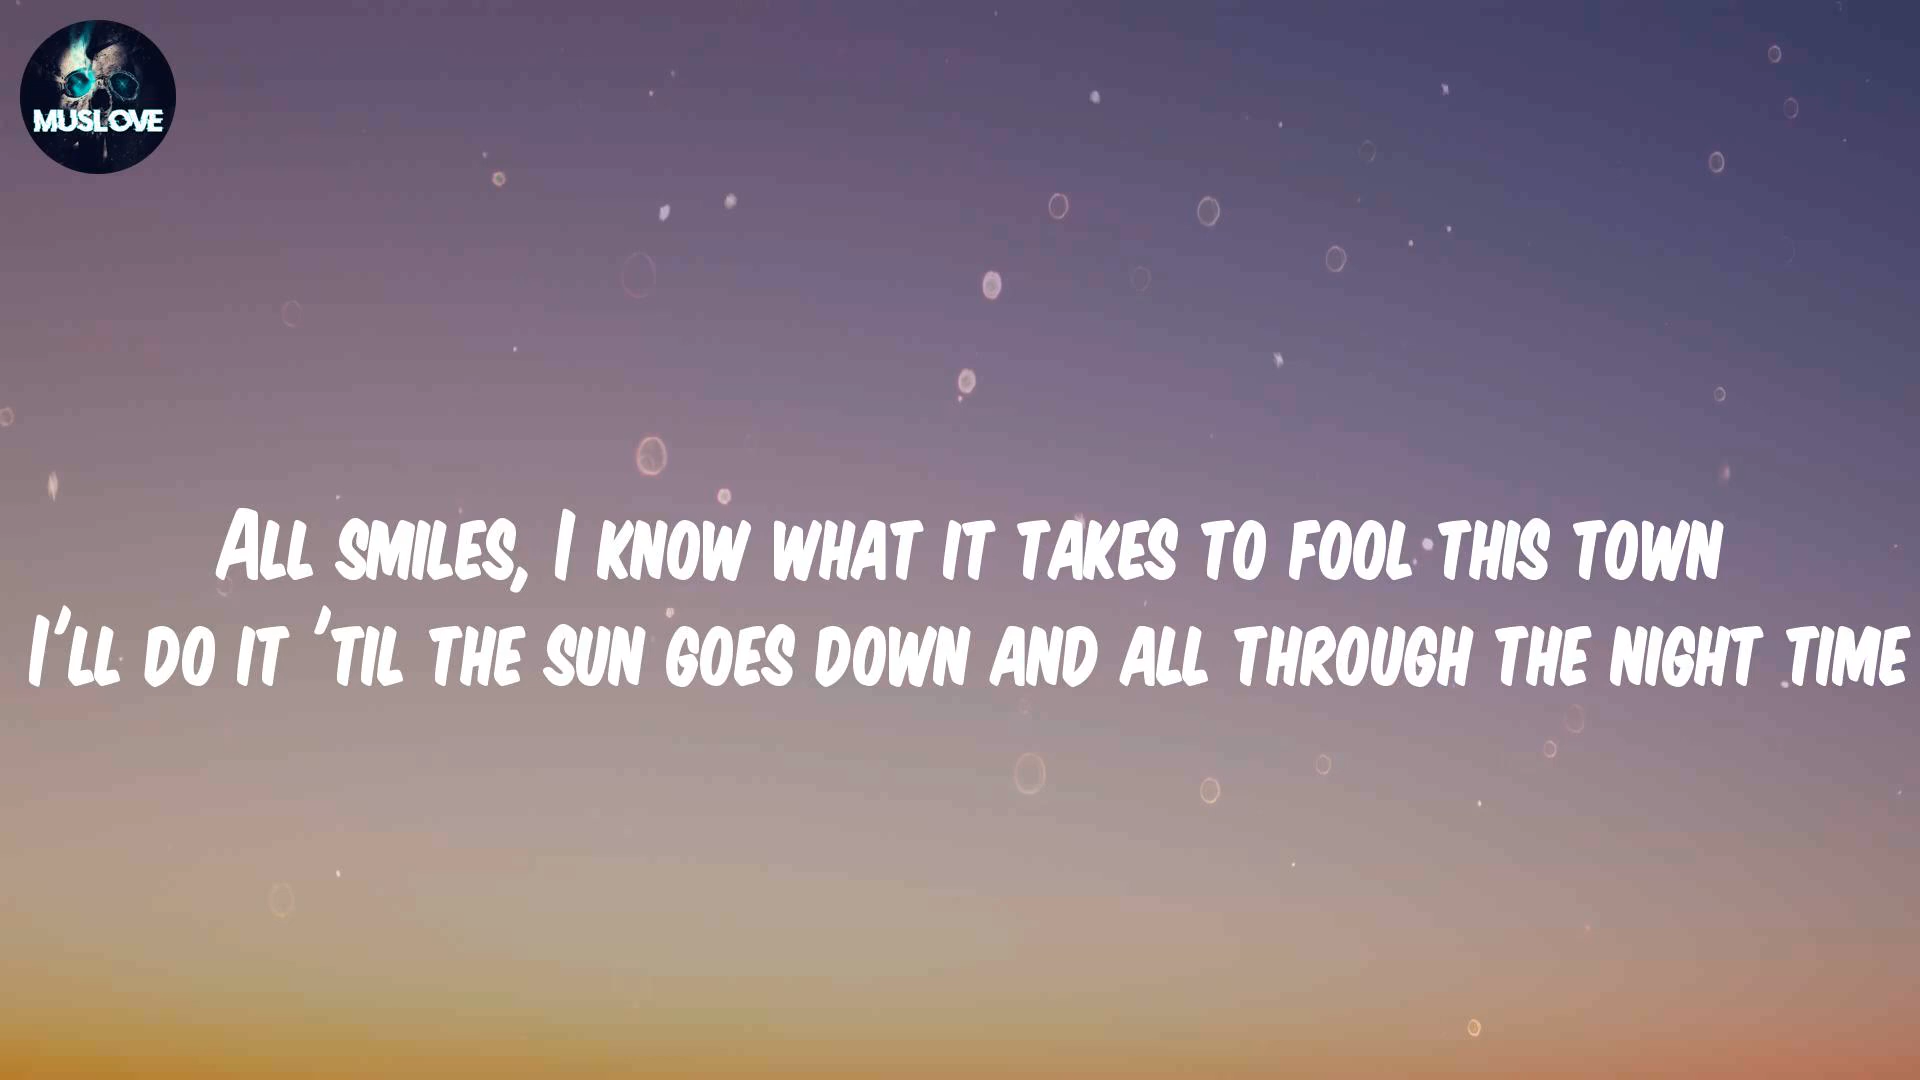 MUSLOVE
All smiles, I know what it takes to fool this town
I'll do it 'til the sun goes down and all through the night time